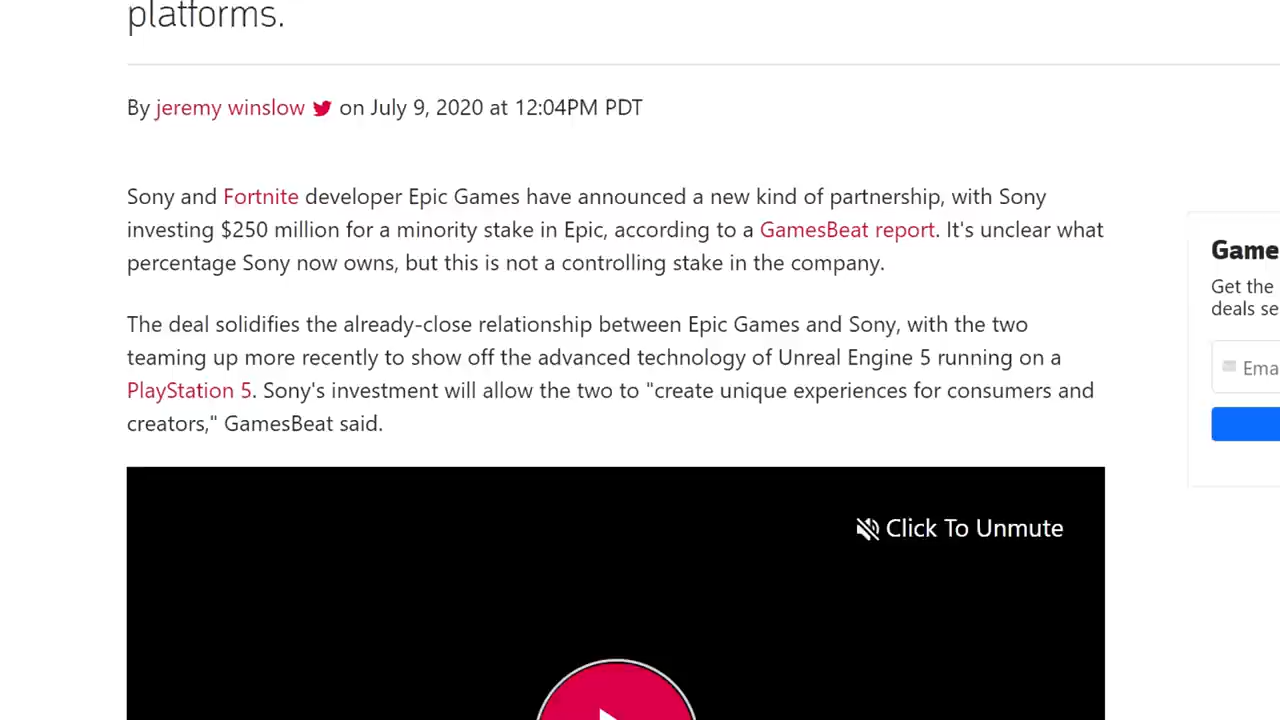 platforms.
By jeremy winslow on July 9, 2020 at 12:04PM PDT
Sony and Fortnite developer Epic Games have announced a new kind of partnership, with Sony
investing $250 million for a minority stake in Epic, according to a GamesBeat report. It's unclear what
percentage Sony now owns, but this is not a controlling stake in the company.
The deal solidifies the already-close relationship between Epic Games and Sony, with the two
teaming up more recently to show off the advanced technology of Unreal Engine 5 running on a
PlayStation 5. Sony's investment will allow the two to "create unique experiences for consumers and
creators," GamesBeat said.
Click To Unmute
Game
Get the
deals se
Ema